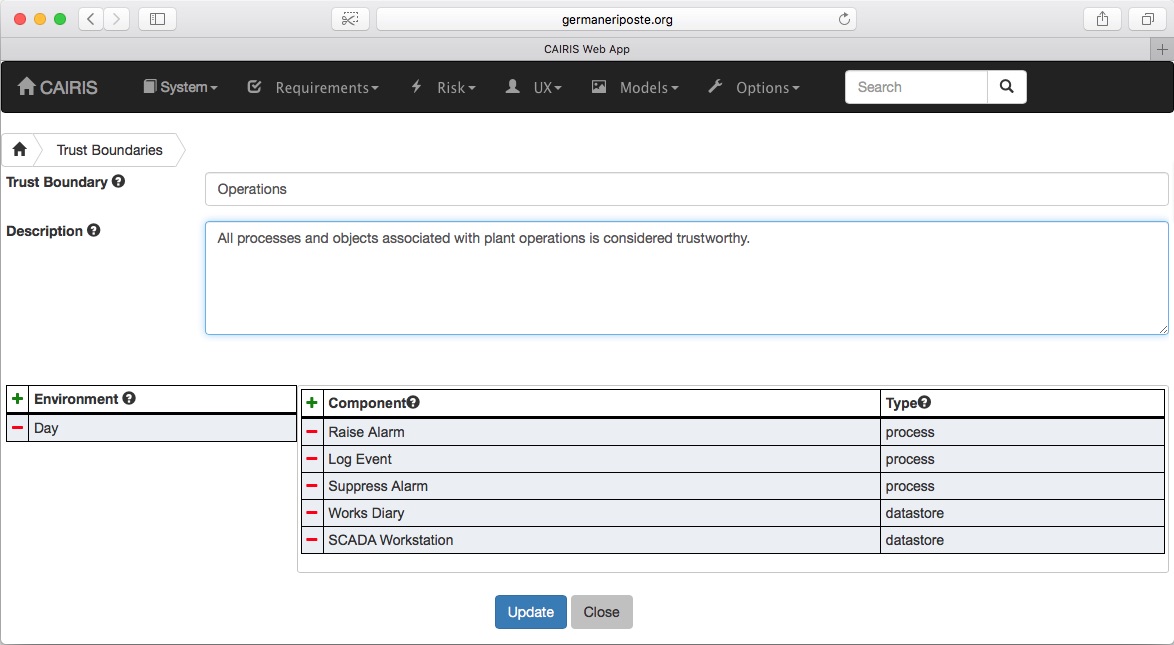 germaneriposte.org
CAIRIS Web App
CAIRIS System Requirements Risk UX Models Options Search
Trust Boundaries
Trust Boundary
Operations
Description
All processes and objects associated with plant operations is considered trustworthy.
Environment
Day
Component Type
Raise Alarm process
Log Event process
Suppress Alarm process
Works Diary datastore
SCADA Workstation datastore
Update Close